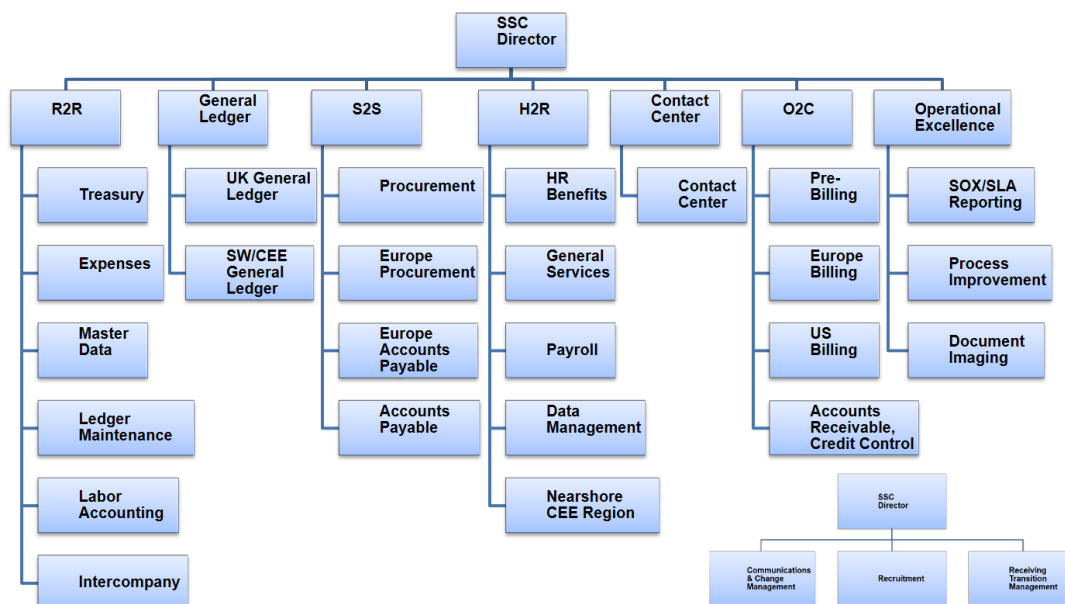 SSC
Director
R2R
General
Ledger
S2S
H2R
Contact
Center
O2C
Operational
Excellence
Treasury
Expenses
Master
Data
Ledger
Maintenance
Labor
Accounting
Intercompany
UK General
Ledger
SW/CEE
General
Ledger
Procurement
Europe
Procurement
Europe
Accounts
Payable
Accounts
Payable
HR
Benefits
General
Services
Payroll
Data
Management
Nearshore
CEE Region
Contact
Center
Pre-
Billing
Europe
Billing
US
Billing
Accounts
Receivable,
Credit Control
SOX/SLA
Reporting
Process
Improvement
Document
Imaging
SSC
Director
Communications
& Change
Management
Recruitment
Receiving
Transition
Management